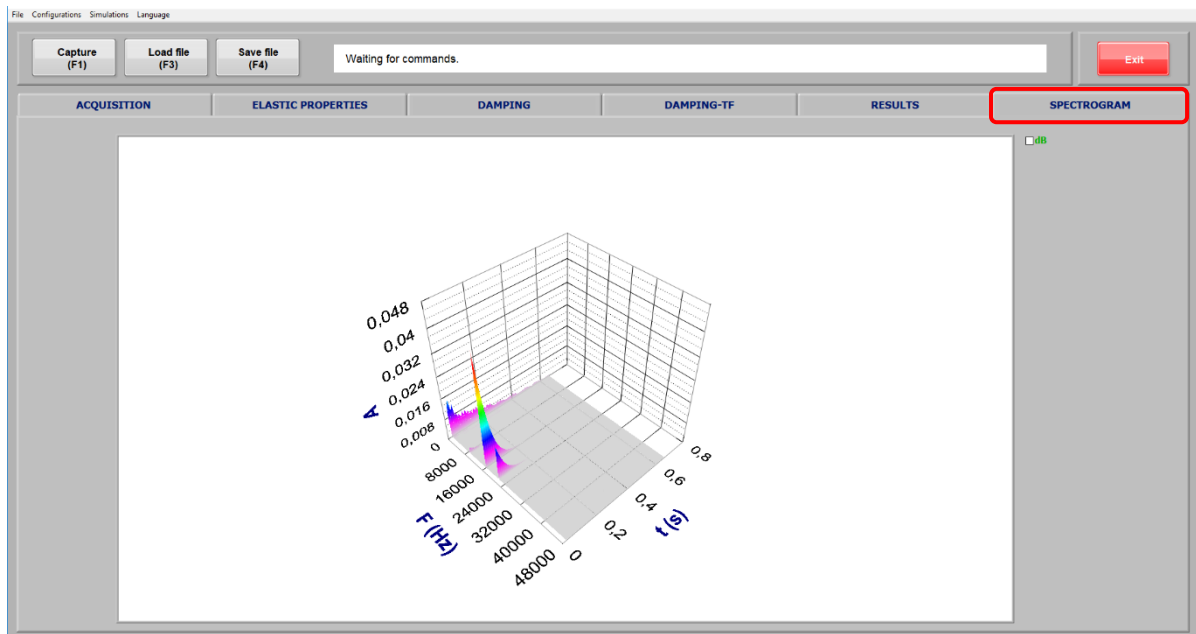 File Configurations Simulations Language
Capture (F1)
Load file (F3)
Save file (F4)
Waiting for commands.
Exit
ACQUISITION
ELASTIC PROPERTIES
DAMPING
DAMPING-TF
RESULTS
SPECTROGRAM
dB
0,048
0,04
0,032
0,024
0,016
0,008
A
0
8000
16000
24000
32000
40000
48000
F (Hz)
0
0,2
0,4
0,6
0,8
t (s)